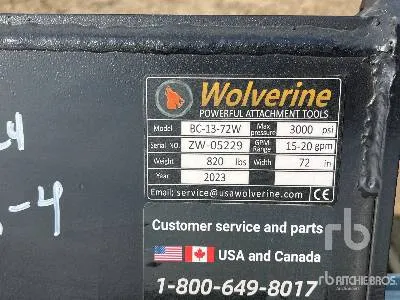 Wolverine
POWERFUL ATTACHMENT TOOLS
Model BC-13-72W Max pressure 3000 psi
Serial NO. ZW-05229 GPM-Range 15-20 gpm
Weight 820 lbs Width 72 in
Year 2023
Email: service@usawolverine.com CE
-4
Customer service and parts
USA and Canada
1-800-649-8017
rb
RITCHIE BROS.
Auctioneers